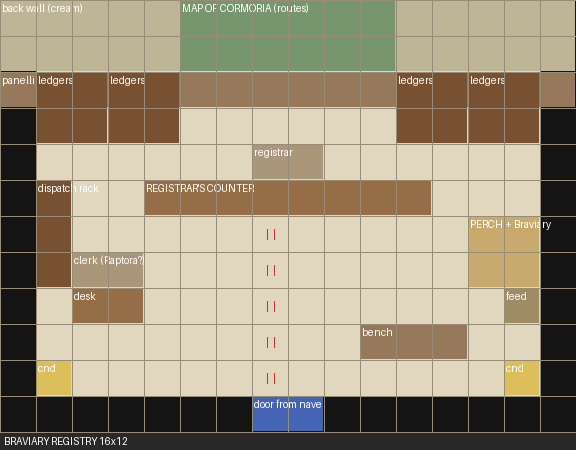 back wall (cream)
MAP OF CORMORIA (routes)
panelli
ledgers
ledgers
ledgers
ledgers
registrar
dispatch rack
REGISTRAR'S COUNTER
PERCH + Braviary
clerk (Raptora?)
desk
feed
bench
cnd
cnd
door from nave
BRAVIARY REGISTRY 16x12